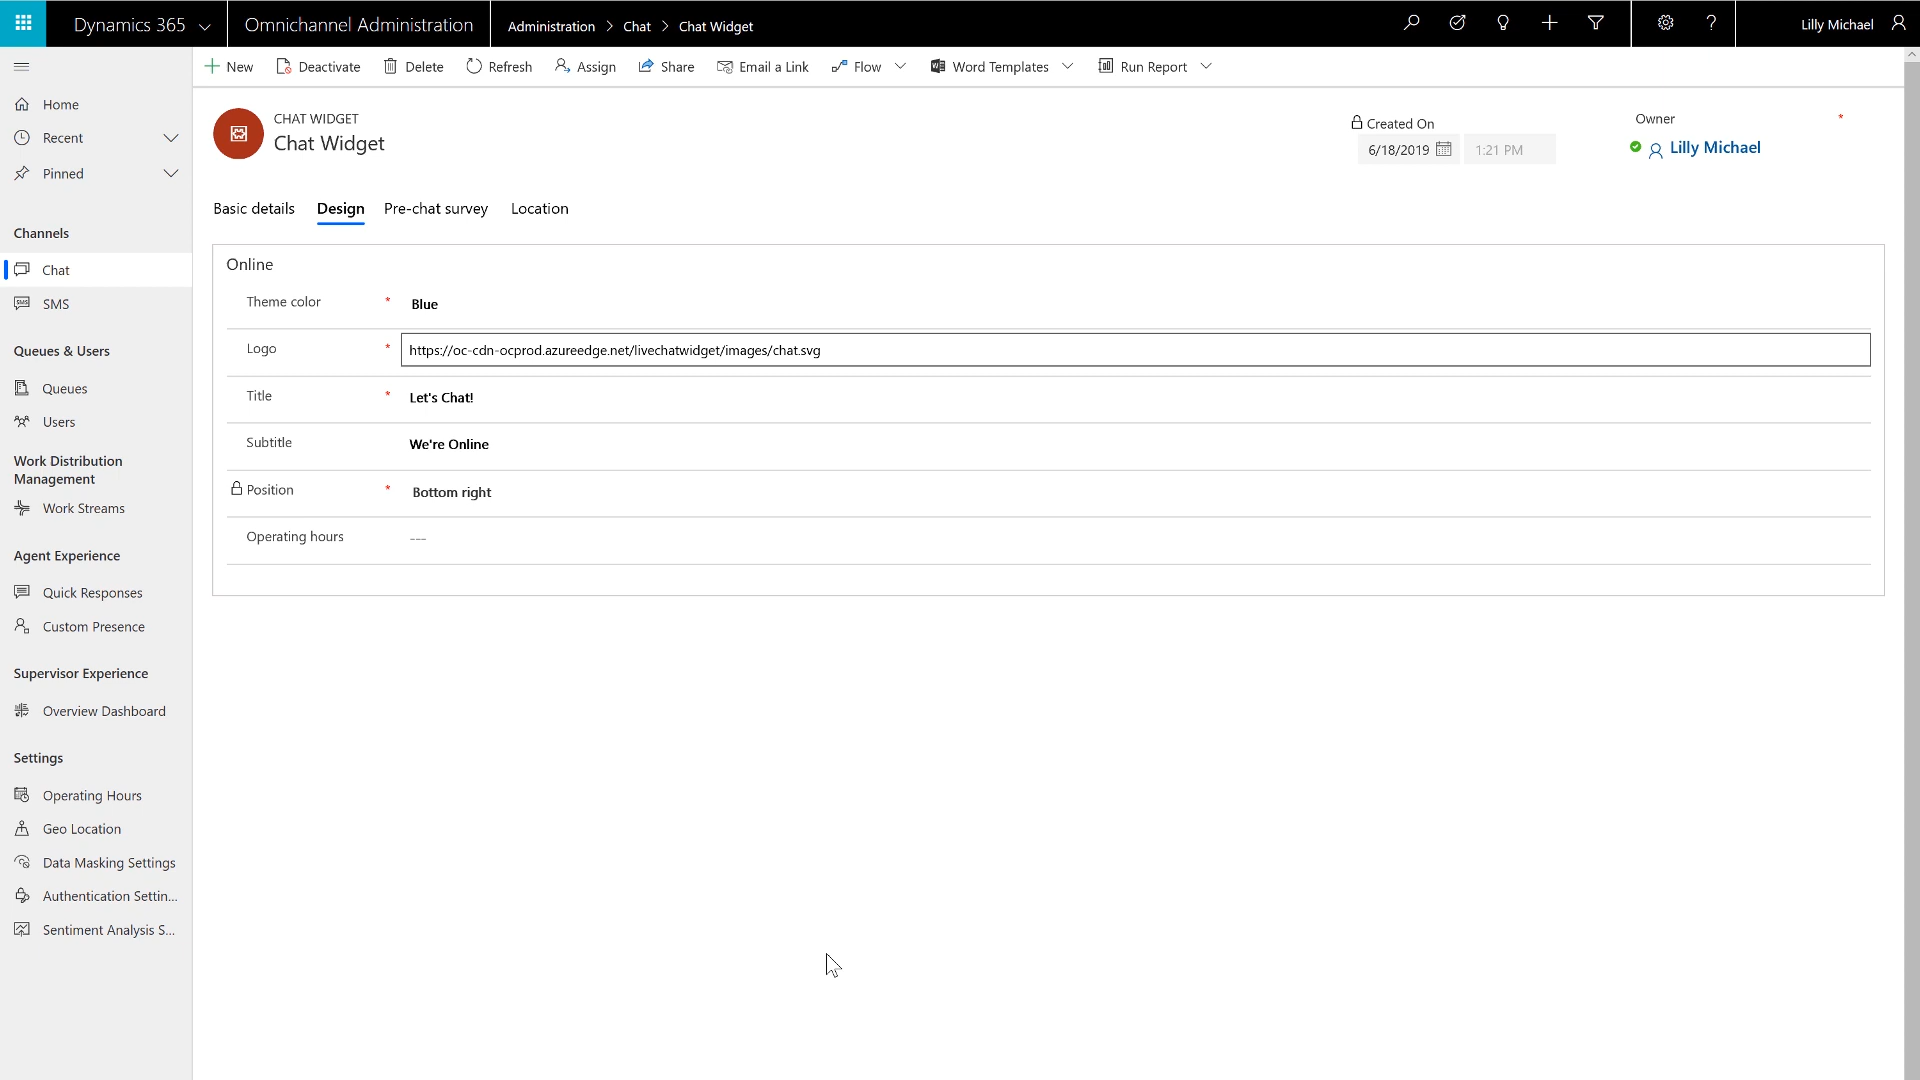 Dynamics 365 Omnichannel Administration Administration > Chat > Chat Widget Lilly Michael
New Deactivate Delete Refresh Assign Share Email a Link Flow Word Templates Run Report
Home
Recent
Pinned
Channels
Chat
SMS
Queues & Users
Queues
Users
Work Distribution
Management
Work Streams
Agent Experience
Quick Responses
Custom Presence
Supervisor Experience
Overview Dashboard
Settings
Operating Hours
Geo Location
Data Masking Settings
Authentication Settin...
Sentiment Analysis S...
CHAT WIDGET
Chat Widget
Created On
6/18/2019 1:21 PM
Owner *
Lilly Michael
Basic details Design Pre-chat survey Location
Online
Theme color * Blue
Logo * https://oc-cdn-ocprod.azureedge.net/livechatwidget/images/chat.svg
Title * Let's Chat!
Subtitle We're Online
Position * Bottom right
Operating hours ---